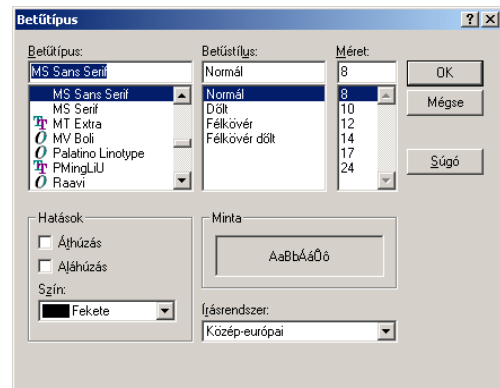 Betűtípus
Betűtípus:
Betűstílus:
Méret:
MS Sans Serif
Normál
8
OK
MS Sans Serif
MS Serif
MT Extra
MV Boli
Palatino Linotype
PMingLiU
Raavi
Normál
Dőlt
Félkövér
Félkövér dőlt
8
10
12
14
17
24
Mégse
Súgó
Hatások
Áthúzás
Aláhúzás
Szín:
Fekete
Minta
AaBbÁáÛô
Írásrendszer:
Közép-európai